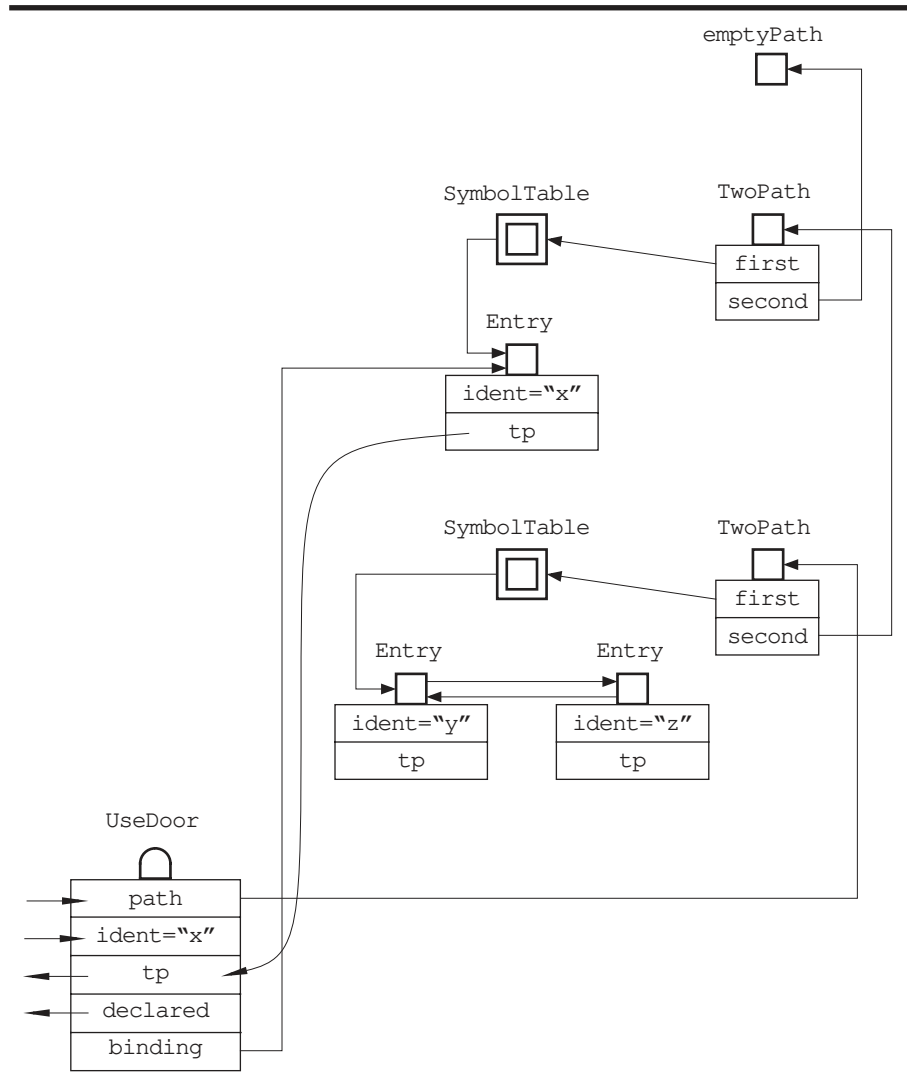 emptyPath
SymbolTable
TwoPath
first
second
Entry
ident="x"
tp
SymbolTable
TwoPath
first
second
Entry
Entry
ident="y"
ident="z"
tp
tp
UseDoor
path
ident="x"
tp
declared
binding